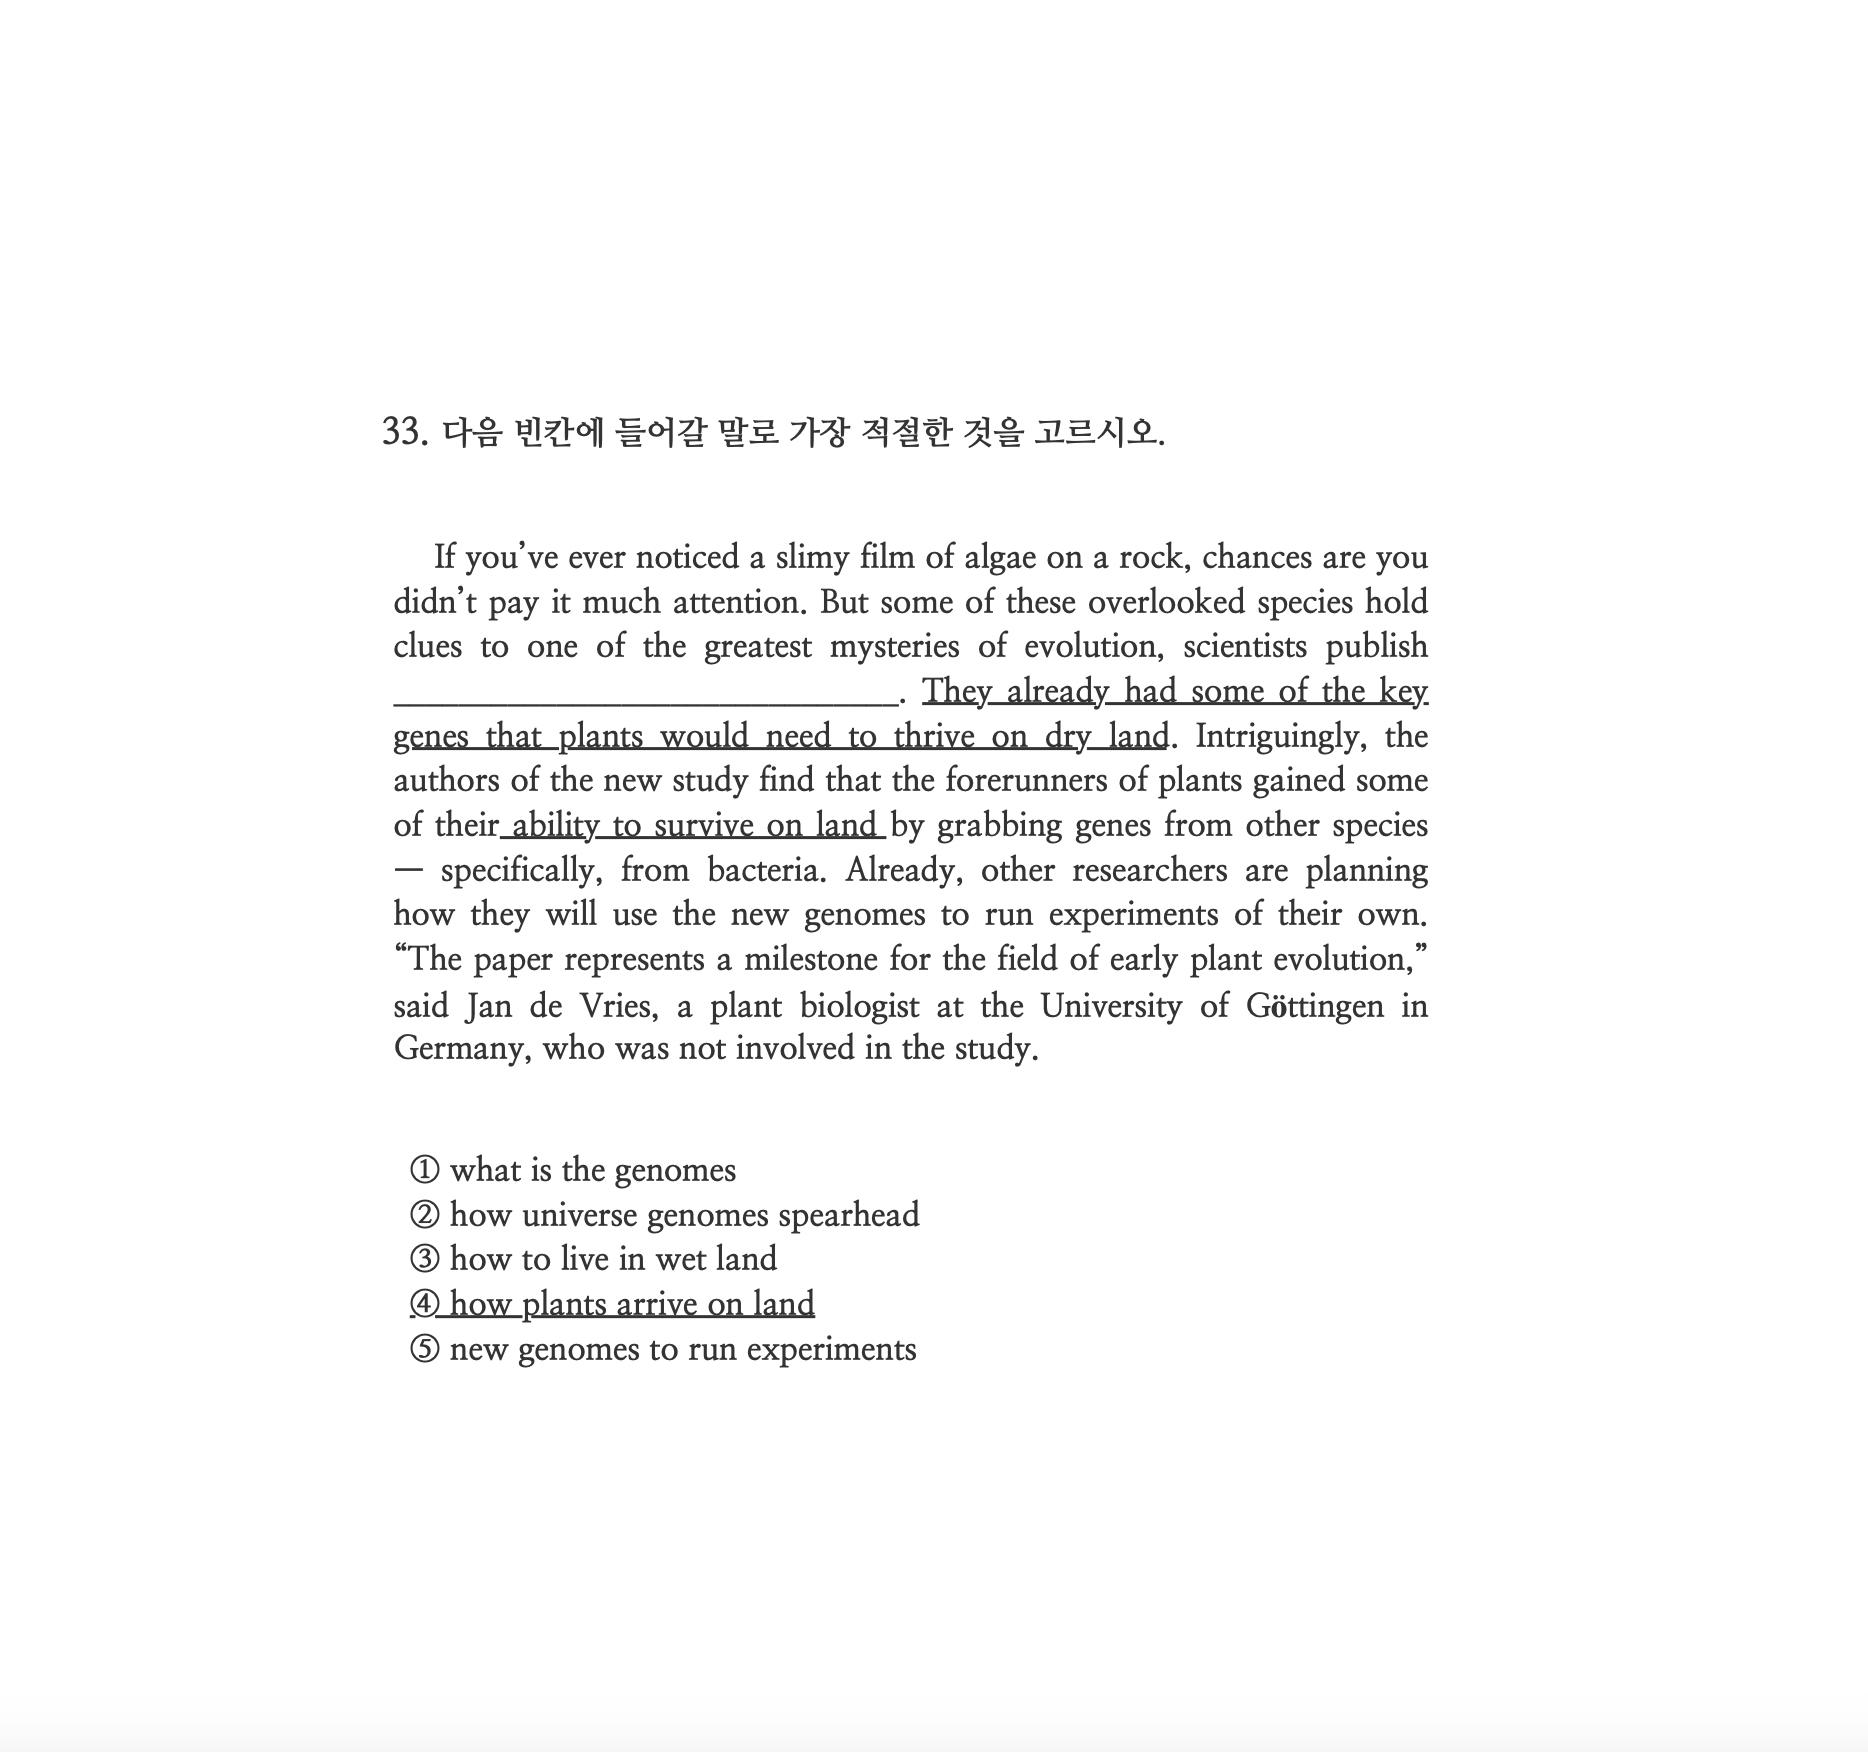 33. 다음 빈칸에 들어갈 말로 가장 적절한 것을 고르시오.
If you’ve ever noticed a slimy film of algae on a rock, chances are you
didn’t pay it much attention. But some of these overlooked species hold
clues to one of the greatest mysteries of evolution, scientists publish
______________________________. They already had some of the key
genes that plants would need to thrive on dry land. Intriguingly, the
authors of the new study find that the forerunners of plants gained some
of their ability to survive on land by grabbing genes from other species
— specifically, from bacteria. Already, other researchers are planning
how they will use the new genomes to run experiments of their own.
“The paper represents a milestone for the field of early plant evolution,”
said Jan de Vries, a plant biologist at the University of Göttingen in
Germany, who was not involved in the study.
① what is the genomes
② how universe genomes spearhead
③ how to live in wet land
④ how plants arrive on land
⑤ new genomes to run experiments